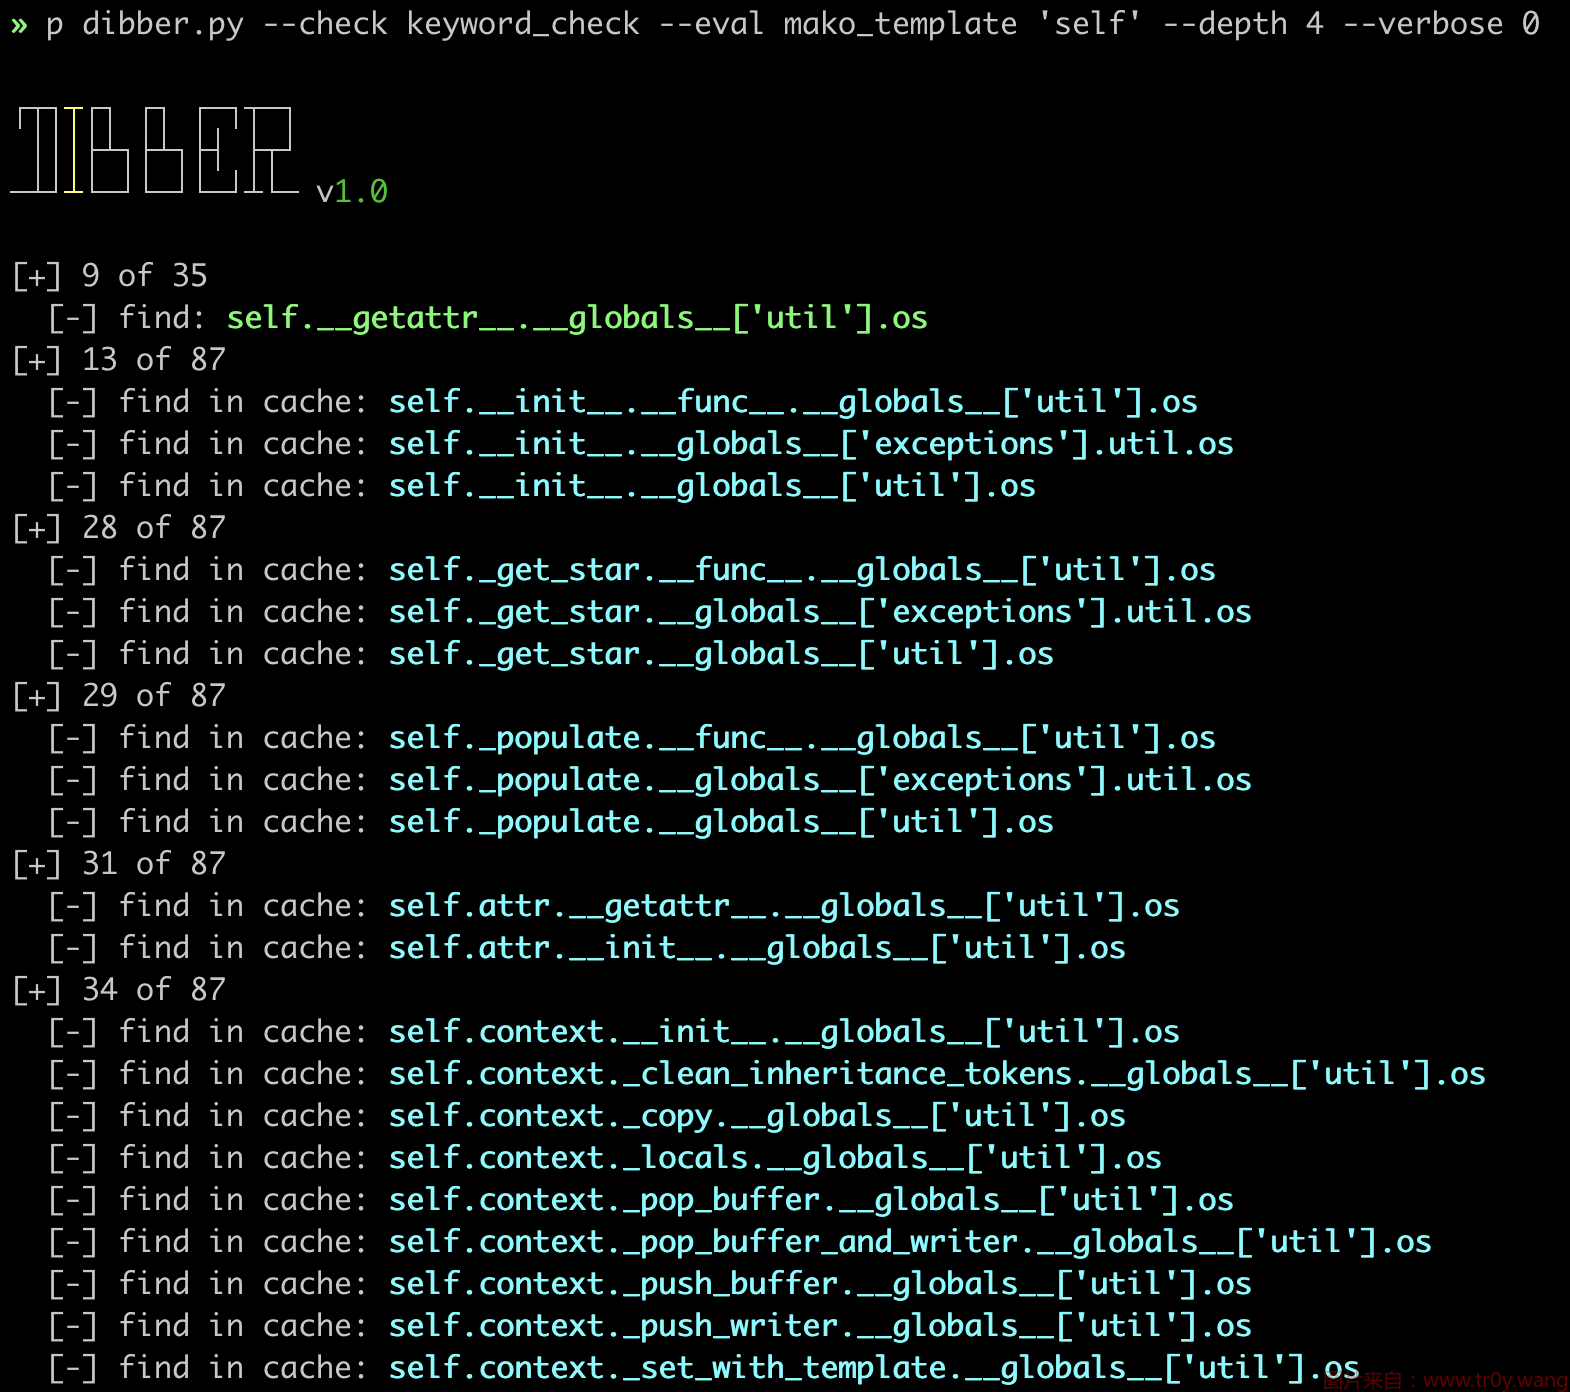 » p dibber.py --check keyword_check --eval mako_template 'self' --depth 4 --verbose 0
DIBBER v1.0
[+] 9 of 35
[-] find: self.__getattr__.__globals__['util'].os
[+] 13 of 87
[-] find in cache: self.__init__.__func__.__globals__['util'].os
[-] find in cache: self.__init__.__globals__['exceptions'].util.os
[-] find in cache: self.__init__.__globals__['util'].os
[+] 28 of 87
[-] find in cache: self._get_star.__func__.__globals__['util'].os
[-] find in cache: self._get_star.__globals__['exceptions'].util.os
[-] find in cache: self._get_star.__globals__['util'].os
[+] 29 of 87
[-] find in cache: self._populate.__func__.__globals__['util'].os
[-] find in cache: self._populate.__globals__['exceptions'].util.os
[-] find in cache: self._populate.__globals__['util'].os
[+] 31 of 87
[-] find in cache: self.attr.__getattr__.__globals__['util'].os
[-] find in cache: self.attr.__init__.__globals__['util'].os
[+] 34 of 87
[-] find in cache: self.context.__init__.__globals__['util'].os
[-] find in cache: self.context._clean_inheritance_tokens.__globals__['util'].os
[-] find in cache: self.context._copy.__globals__['util'].os
[-] find in cache: self.context._locals.__globals__['util'].os
[-] find in cache: self.context._pop_buffer.__globals__['util'].os
[-] find in cache: self.context._pop_buffer_and_writer.__globals__['util'].os
[-] find in cache: self.context._push_buffer.__globals__['util'].os
[-] find in cache: self.context._push_writer.__globals__['util'].os
[-] find in cache: self.context._set_with_template.__globals__['util'].os
图片来自：www.tr0y.wang